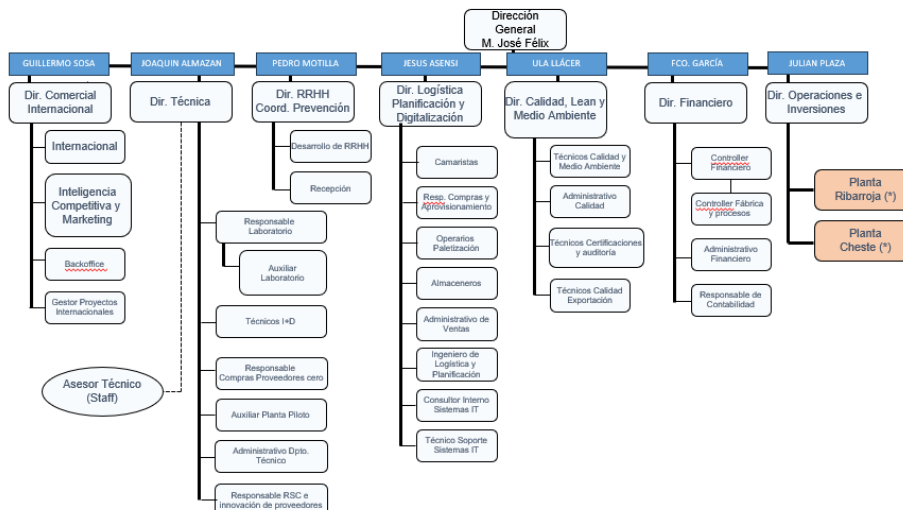 Dirección
General
M. José Félix
GUILLERMO SOSA
JOAQUIN ALMAZAN
PEDRO MOTILLA
JESUS ASENSI
ULA LLÁCER
FCO. GARCÍA
JULIAN PLAZA
Dir. Comercial
Internacional
Internacional
Inteligencia
Competitiva y
Marketing
Backoffice
Gestor Proyectos
Internacionales
Dir. Técnica
Asesor Técnico
(Staff)
Responsable
Laboratorio
Auxiliar
Laboratorio
Técnicos I+D
Responsable
Compras Proveedores cero
Auxiliar Planta Piloto
Administrativo Dpto.
Técnico
Responsable RSC e
innovación de proveedores
Dir. RRHH
Coord. Prevención
Desarrollo de RRHH
Recepción
Dir. Logística
Planificación y
Digitalización
Camaristas
Resp. Compras y
Aprovisionamiento
Operarios
Paletización
Almaceneros
Administrativo de
Ventas
Ingeniero de
Logística y
Planificación
Consultor Interno
Sistemas IT
Técnico Soporte
Sistemas IT
Dir. Calidad, Lean y
Medio Ambiente
Técnicos Calidad y
Medio Ambiente
Administrativo
Calidad
Técnicos Certificaciones
y auditoría
Técnicos Calidad
Exportación
Dir. Financiero
Controller
Financiero
Controller Fábrica
y procesos
Administrativo
Financiero
Responsable de
Contabilidad
Dir. Operaciones e
Inversiones
Planta
Ribarroja (*)
Planta
Cheste (*)